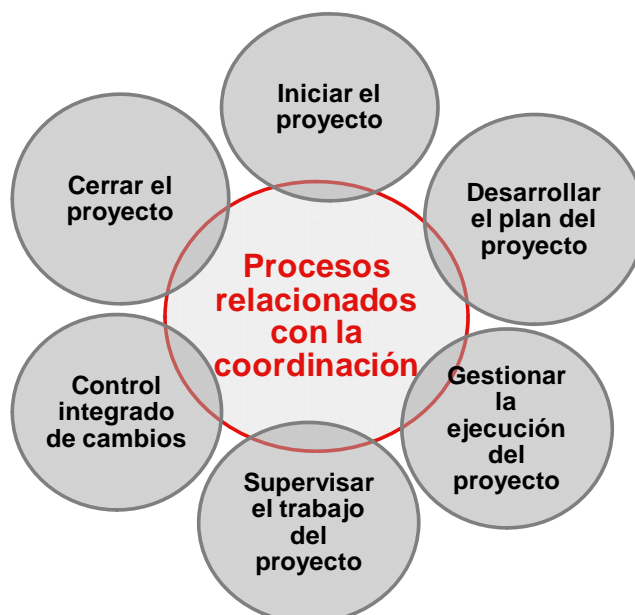 Iniciar el
proyecto
Desarrollar
el plan del
proyecto
Gestionar
la
ejecución
del
proyecto
Supervisar
el trabajo
del
proyecto
Control
integrado
de cambios
Cerrar el
proyecto
Procesos
relacionados
con la
coordinación